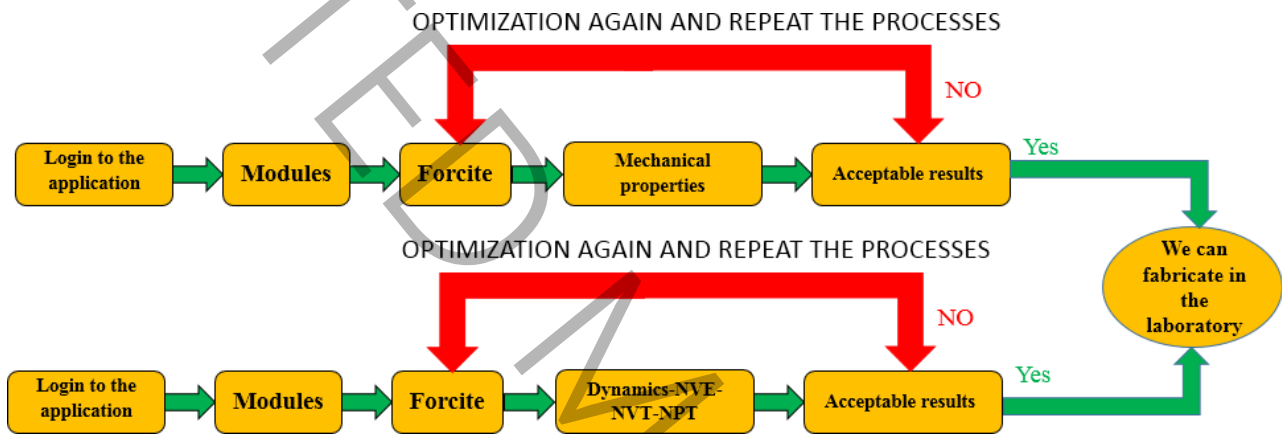 OPTIMIZATION AGAIN AND REPEAT THE PROCESSES
NO
Yes
Login to the
application
Modules
Forcite
Mechanical
properties
Acceptable results
We can
fabricate in
the
laboratory
OPTIMIZATION AGAIN AND REPEAT THE PROCESSES
NO
Yes
Login to the
application
Modules
Forcite
Dynamics-NVE-
NVT-NPT
Acceptable results